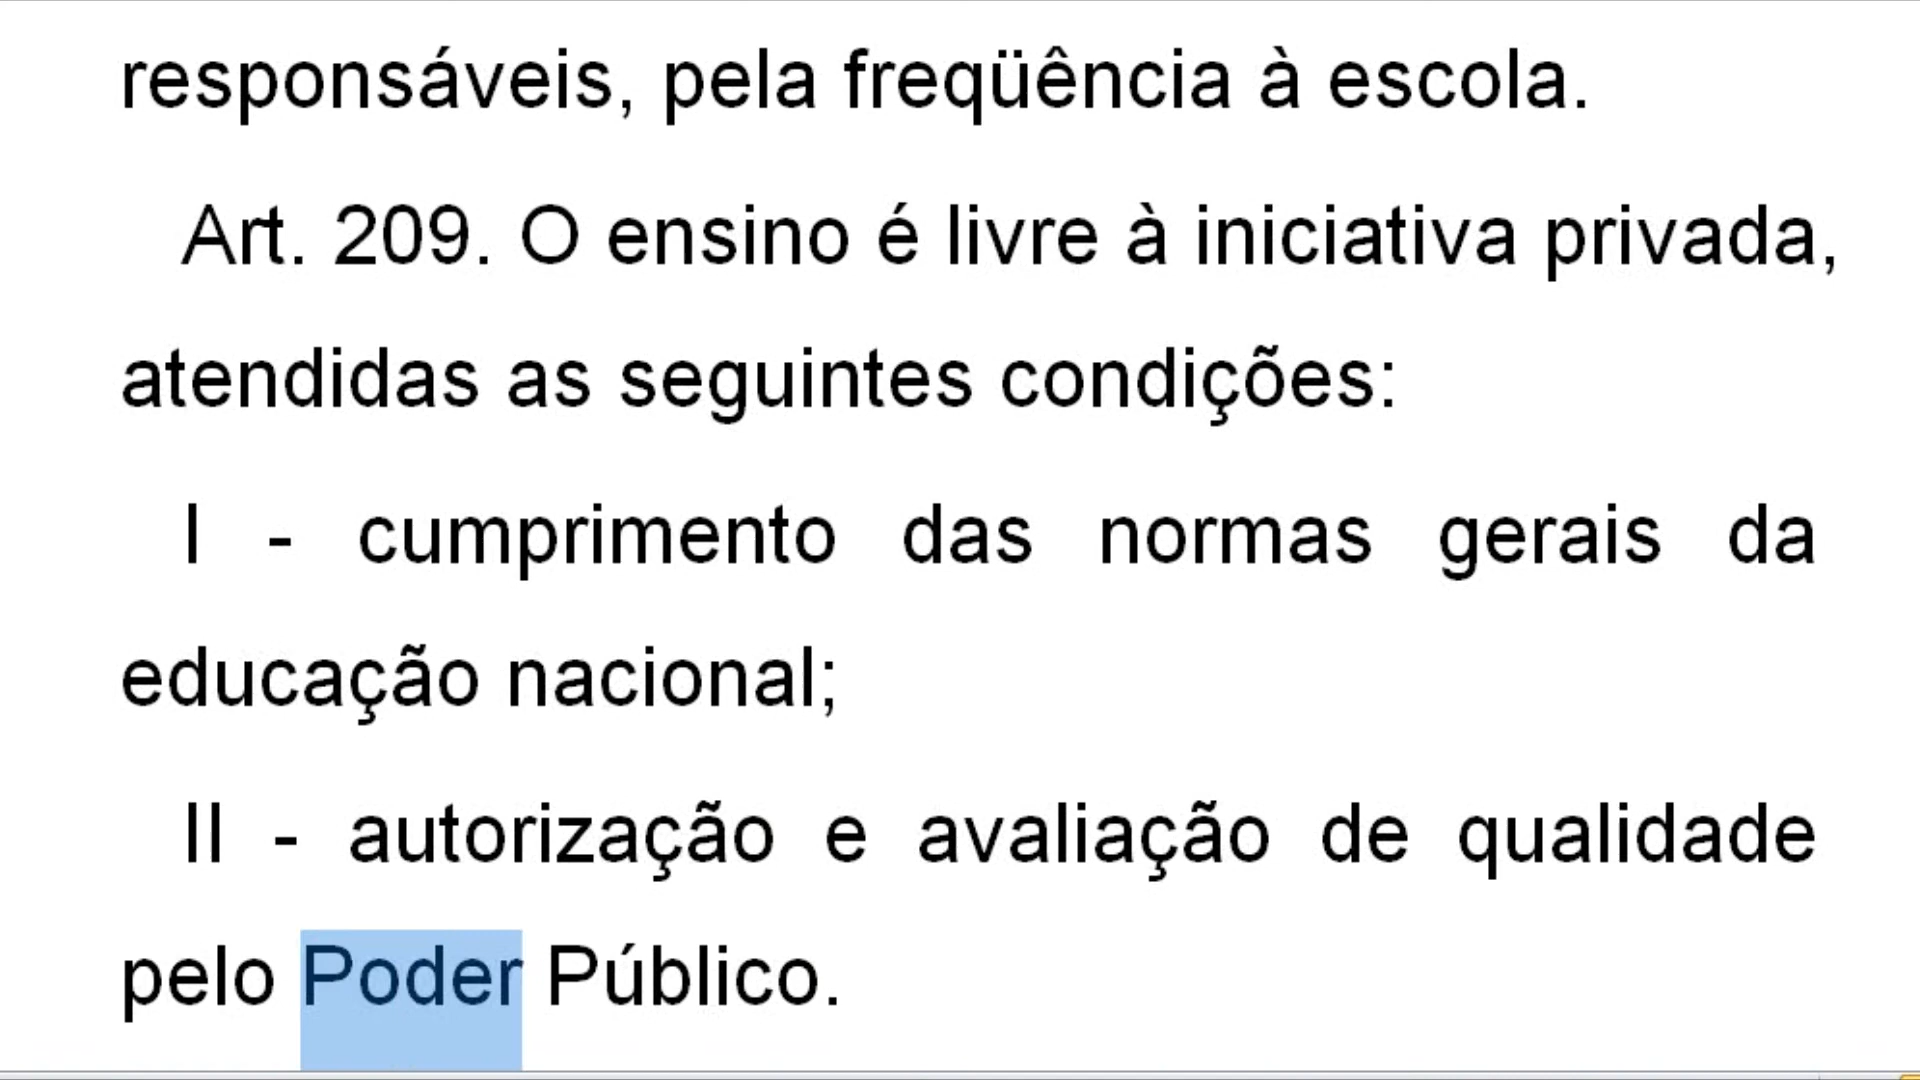 responsáveis, pela freqüência à escola.
Art. 209. O ensino é livre à iniciativa privada,
atendidas as seguintes condições:
I - cumprimento das normas gerais da
educação nacional;
II - autorização e avaliação de qualidade
pelo Poder Público.